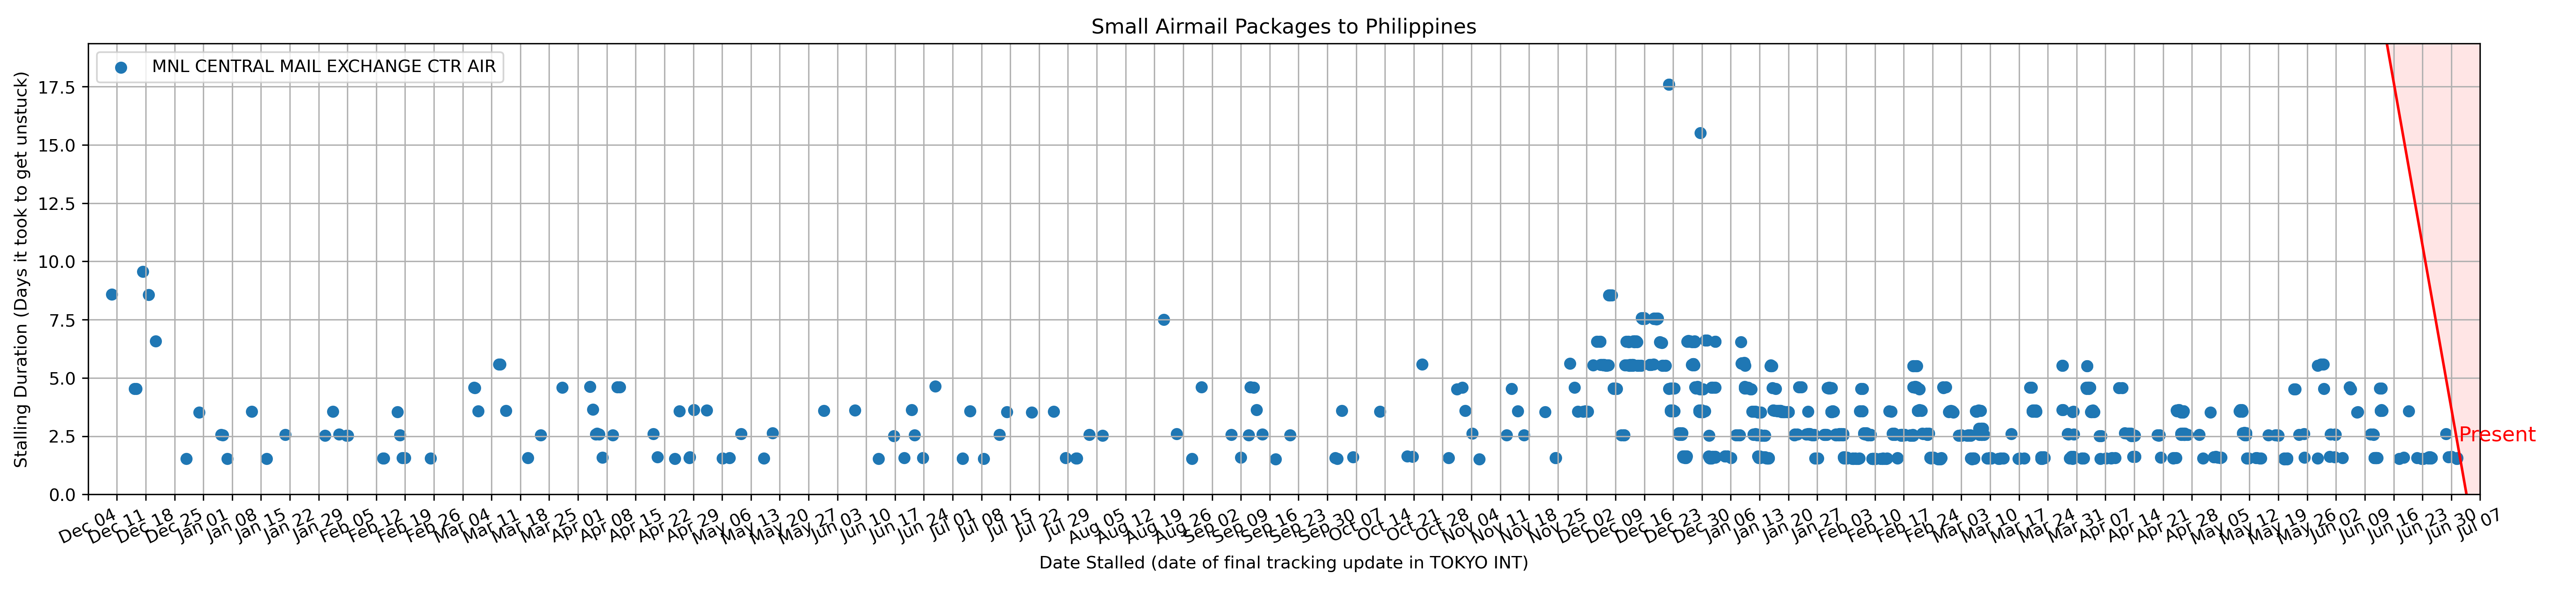 Small Airmail Packages to Philippines
MNL CENTRAL MAIL EXCHANGE CTR AIR
Stalling Duration (Days it took to get unstuck)
17.5
15.0
12.5
10.0
7.5
5.0
2.5
0.0
Present
Dec 04 Dec 11 Dec 18 Dec 25 Jan 01 Jan 08 Jan 15 Jan 22 Jan 29 Feb 05 Feb 12 Feb 19 Feb 26 Mar 04 Mar 11 Mar 18 Mar 25 Apr 01 Apr 08 Apr 15 Apr 22 Apr 29 May 06 May 13 May 20 May 27 Jun 03 Jun 10 Jun 17 Jun 24 Jul 01 Jul 08 Jul 15 Jul 22 Jul 29 Aug 05 Aug 12 Aug 19 Aug 26 Sep 02 Sep 09 Sep 16 Sep 23 Sep 30 Oct 07 Oct 14 Oct 21 Oct 28 Nov 04 Nov 11 Nov 18 Nov 25 Dec 02 Dec 09 Dec 16 Dec 23 Dec 30 Jan 06 Jan 13 Jan 20 Jan 27 Feb 03 Feb 10 Feb 17 Feb 24 Mar 03 Mar 10 Mar 17 Mar 24 Mar 31 Apr 07 Apr 14 Apr 21 Apr 28 May 05 May 12 May 19 May 26 Jun 02 Jun 09 Jun 16 Jun 23 Jun 30 Jul 07
Date Stalled (date of final tracking update in TOKYO INT)